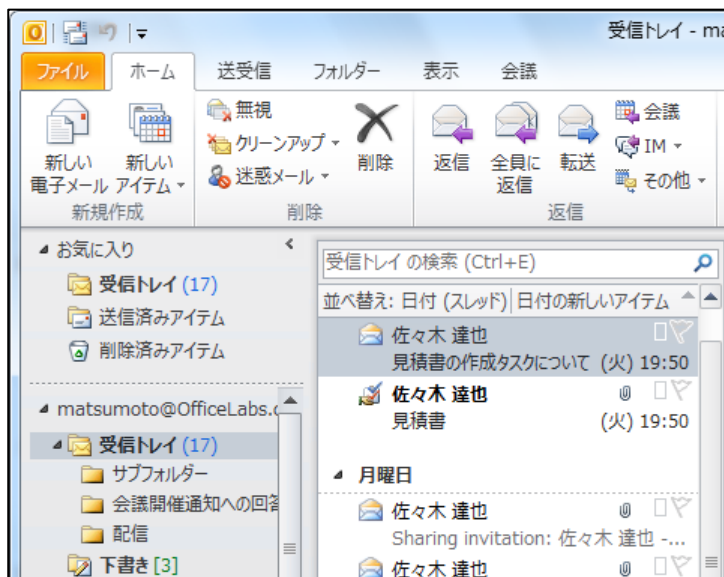 受信トレイ - ma
ファイル ホーム 送受信 フォルダー 表示 会議
新しい
電子メール
新しい
アイテム
新規作成
無視
クリーンアップ
迷惑メール
削除
削除
返信
全員に
返信
転送
会議
IM
その他
返信
お気に入り
受信トレイ (17)
送信済みアイテム
削除済みアイテム
matsumoto@OfficeLabs.c
受信トレイ (17)
サブフォルダー
会議開催通知への回答
配信
下書き [3]
受信トレイ の検索 (Ctrl+E)
並べ替え: 日付 (スレッド) 日付の新しいアイテム
佐々木 達也
見積書の作成タスクについて (火) 19:50
佐々木 達也
見積書 (火) 19:50
月曜日
佐々木 達也
Sharing invitation: 佐々木 達也 -...
佐々木 達也